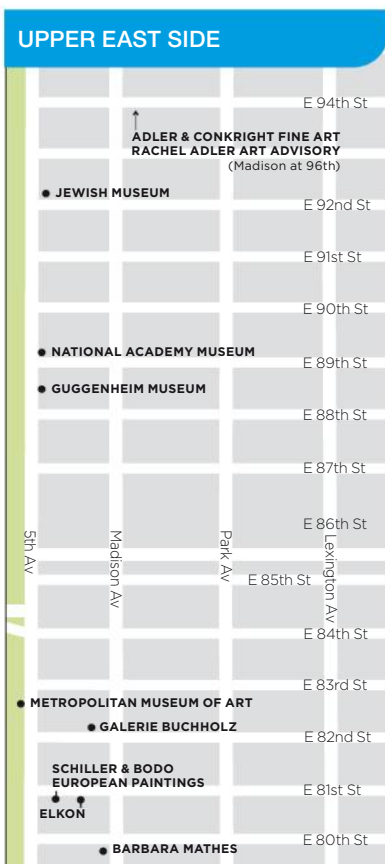 UPPER EAST SIDE
E 94th St
ADLER & CONKRIGHT FINE ART
RACHEL ADLER ART ADVISORY
(Madison at 96th)
JEWISH MUSEUM
E 92nd St
E 91st St
E 90th St
NATIONAL ACADEMY MUSEUM
E 89th St
GUGGENHEIM MUSEUM
E 88th St
E 87th St
E 86th St
5th Av
Madison Av
Park Av
Lexington Av
E 85th St
E 84th St
E 83rd St
METROPOLITAN MUSEUM OF ART
GALERIE BUCHHOLZ
E 82nd St
SCHILLER & BODO
EUROPEAN PAINTINGS
E 81st St
ELKON
E 80th St
BARBARA MATHES